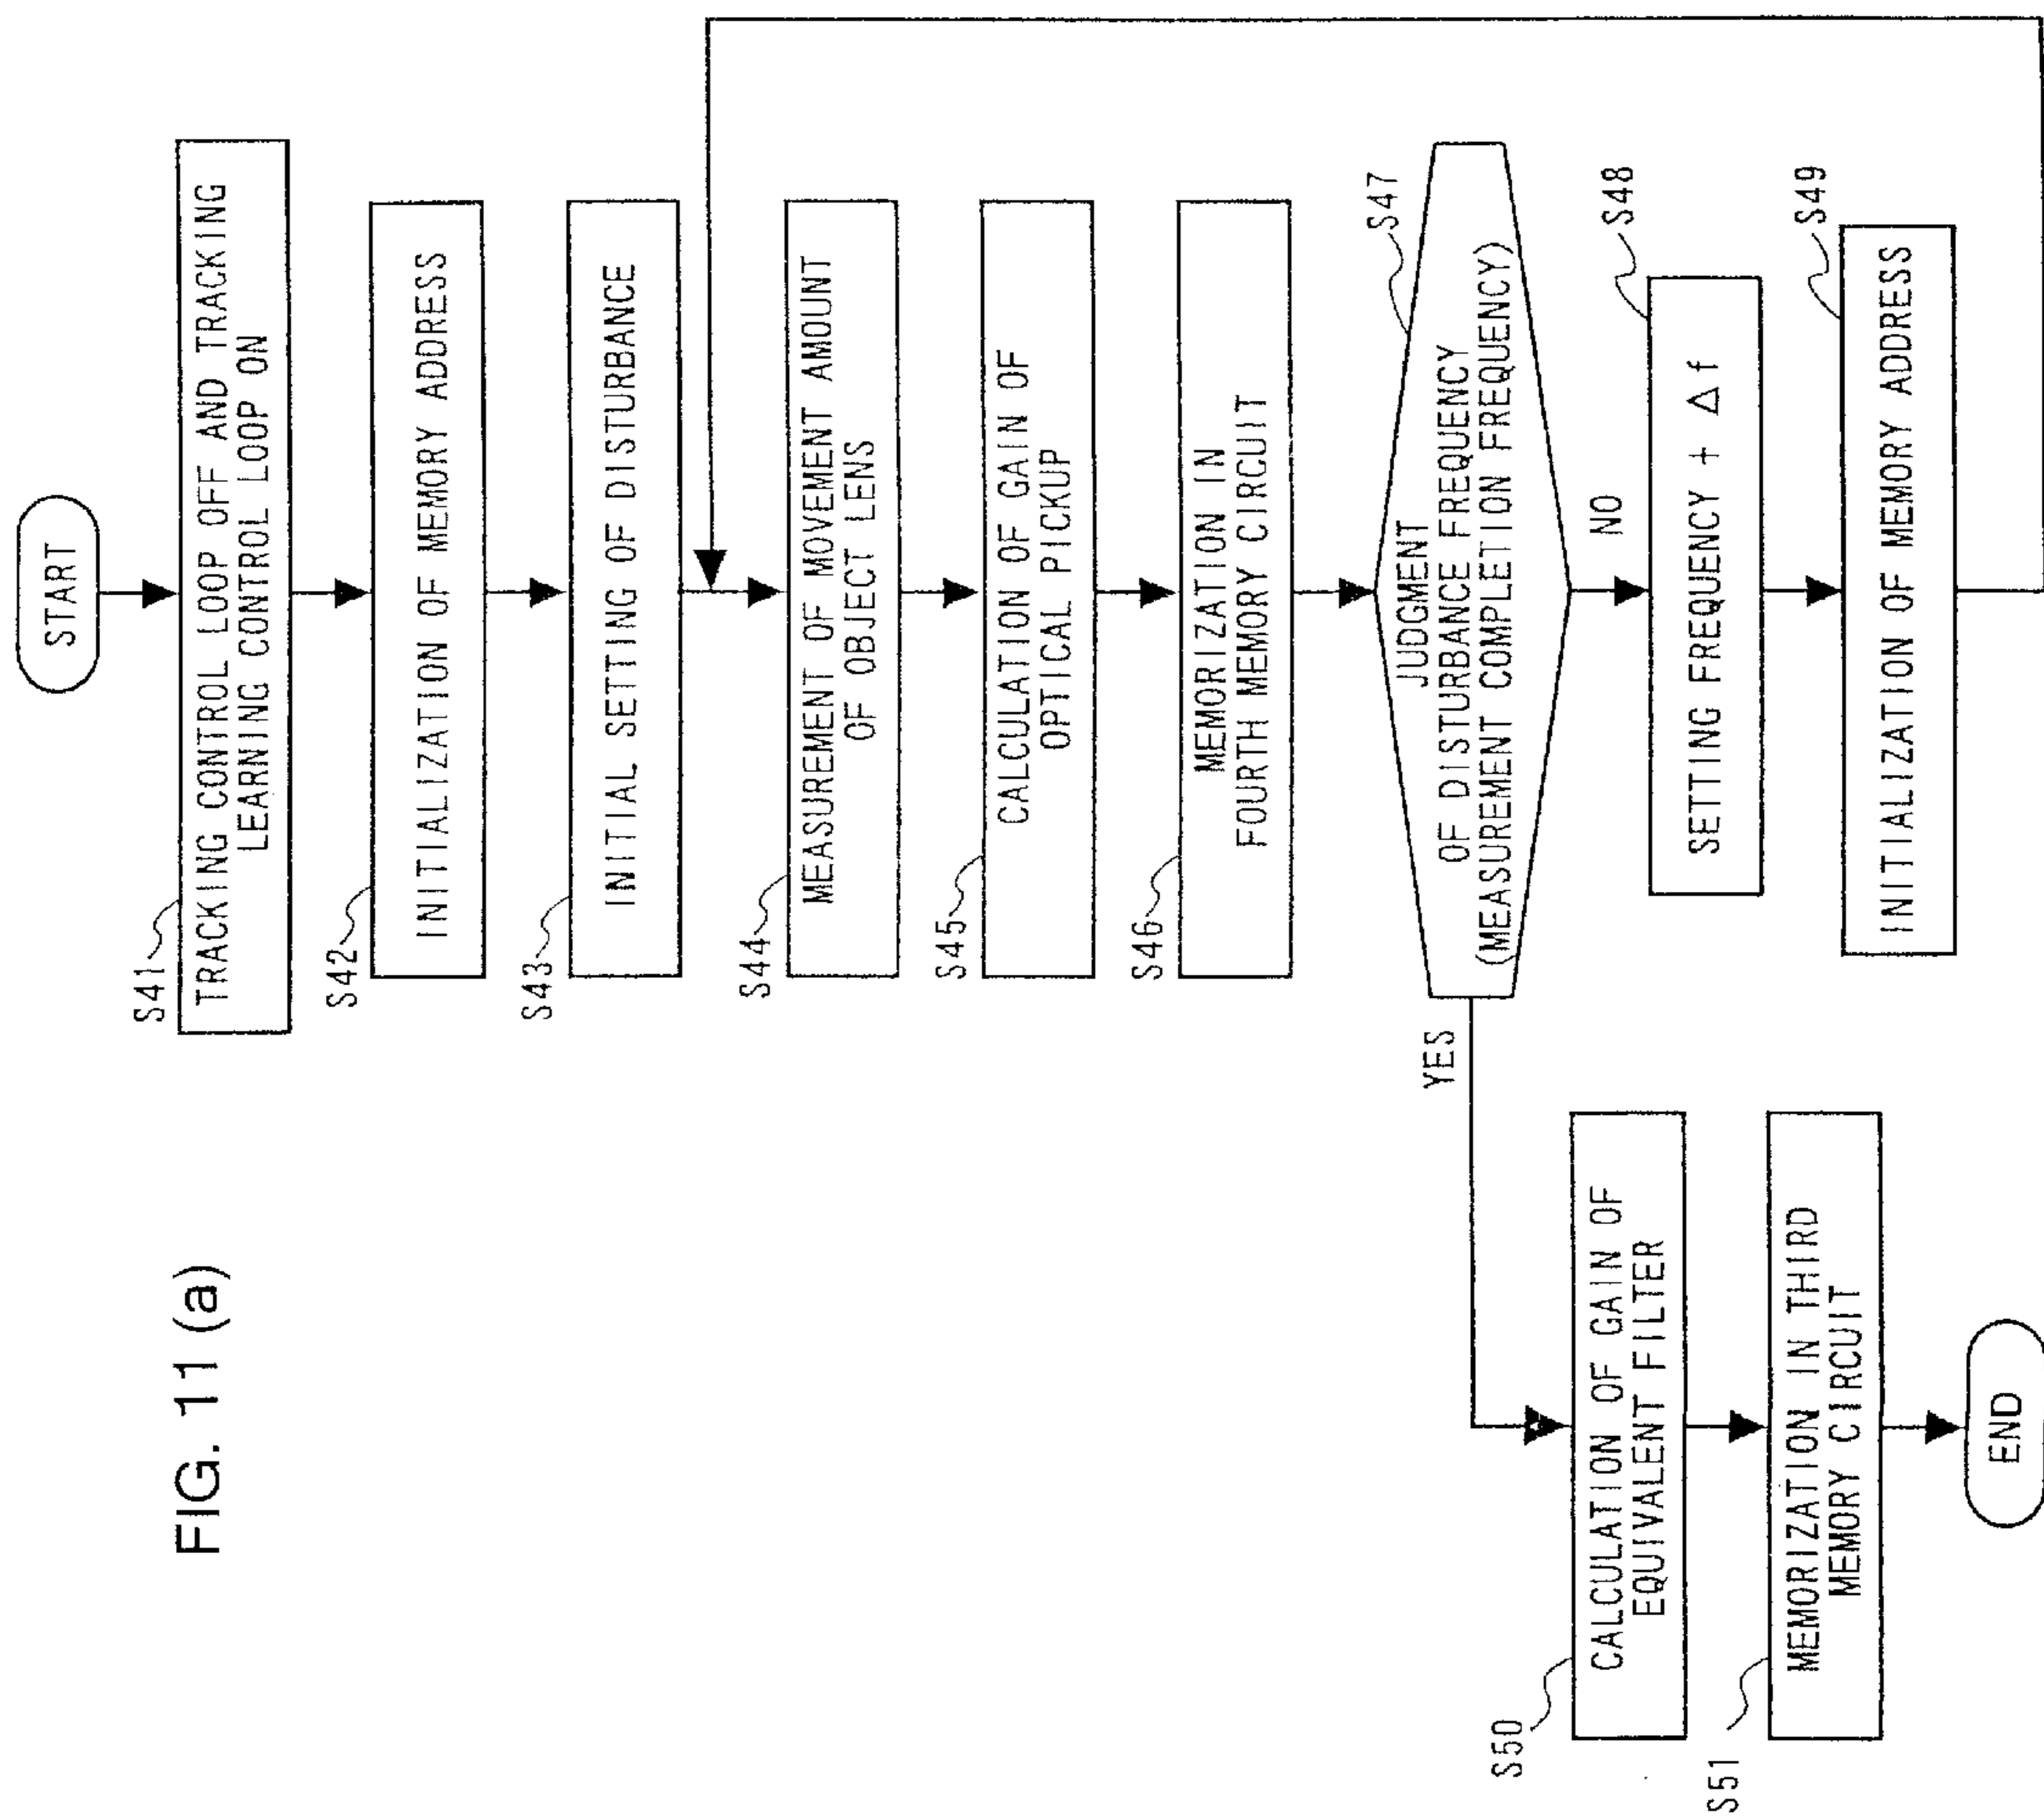 FIG. 11 (a)
START
S41
TRACKING CONTROL LOOP OFF AND TRACKING
LEARNING CONTROL LOOP ON
S42
INITIALIZATION OF MEMORY ADDRESS
S43
INITIAL SETTING OF DISTURBANCE
S44
MEASUREMENT OF MOVEMENT AMOUNT
OF OBJECT LENS
S45
CALCULATION OF GAIN OF
OPTICAL PICKUP
S46
MEMORIZATION IN
FOURTH MEMORY CIRCUIT
S47
JUDGMENT
OF DISTURBANCE FREQUENCY
(MEASUREMENT COMPLETION FREQUENCY)
YES
NO
S48
SETTING FREQUENCY + Δf
S49
INITIALIZATION OF MEMORY ADDRESS
S50
CALCULATION OF GAIN OF
EQUIVALENT FILTER
S51
MEMORIZATION IN THIRD
MEMORY CIRCUIT
END